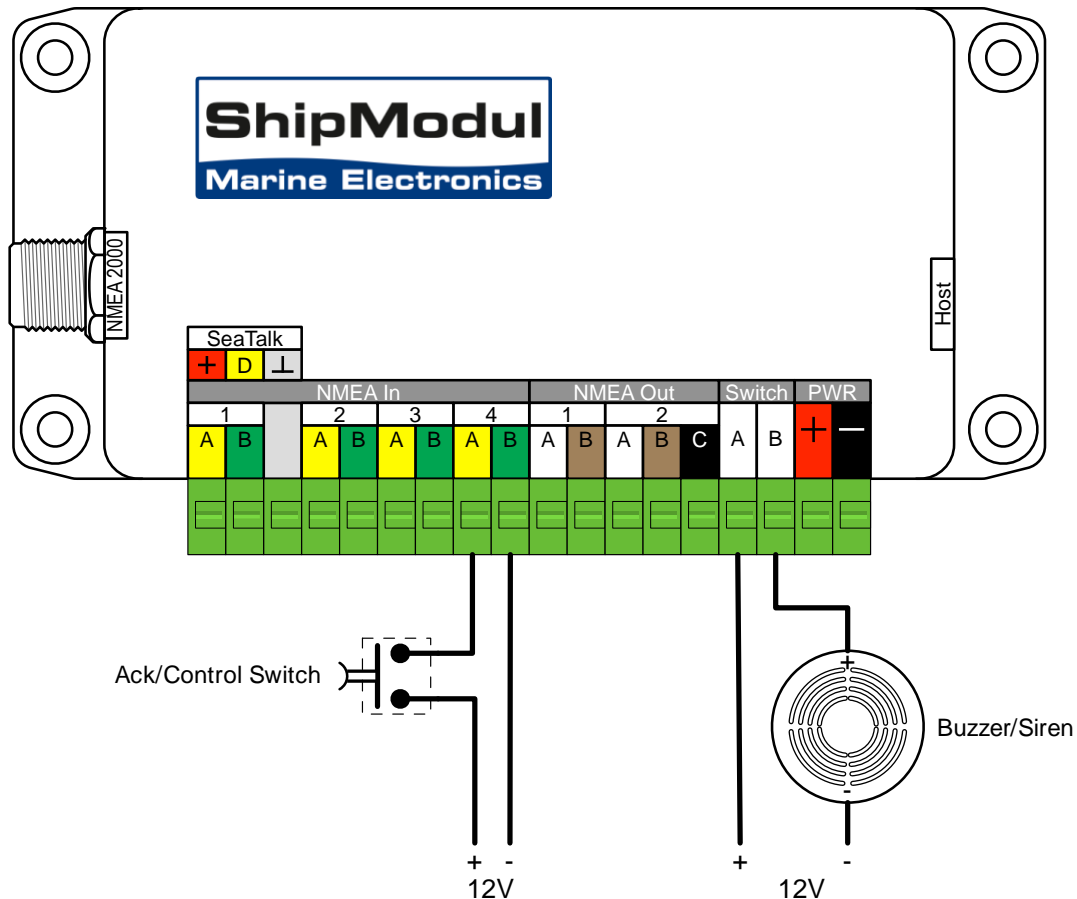 ShipModul
Marine Electronics
NMEA 2000
Host
SeaTalk
+ D ⊥
NMEA In NMEA Out Switch PWR
1 2 3 4 1 2
A B A B A B A B A B A B C A B + −
Ack/Control Switch
+
Buzzer/Siren
-
+ - + -
12V 12V